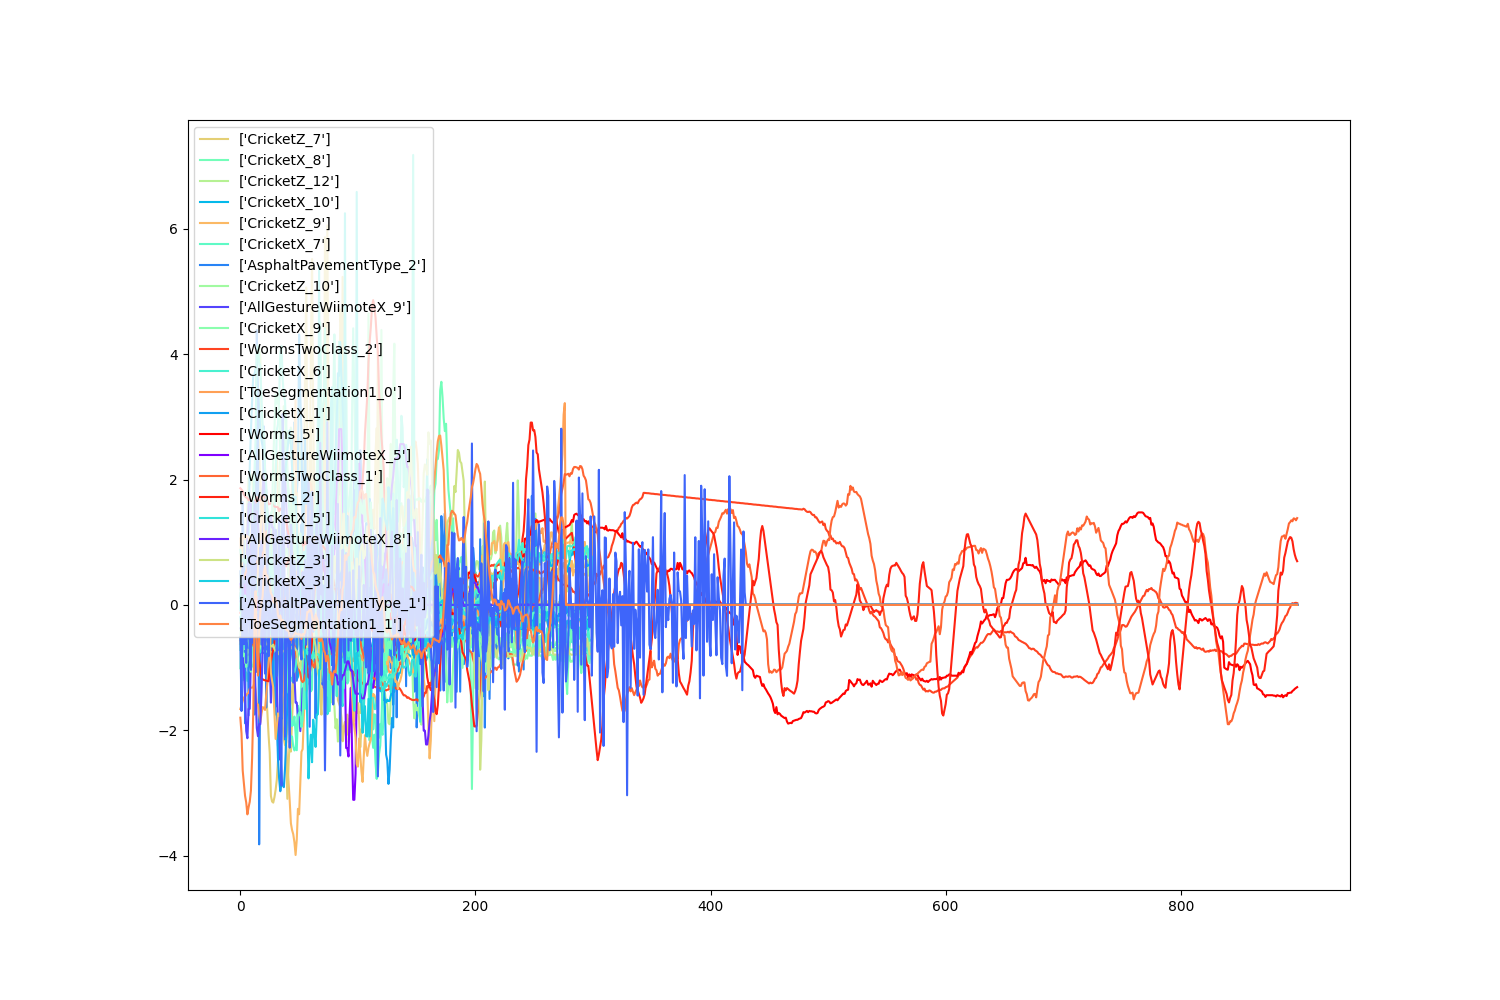 ['CricketZ_7']
['CricketX_8']
['CricketZ_12']
['CricketX_10']
['CricketZ_9']
['CricketX_7']
['AsphaltPavementType_2']
['CricketZ_10']
['AllGestureWiimoteX_9']
['CricketX_9']
['WormsTwoClass_2']
['CricketX_6']
['ToeSegmentation1_0']
['CricketX_1']
['Worms_5']
['AllGestureWiimoteX_5']
['WormsTwoClass_1']
['Worms_2']
['CricketX_5']
['AllGestureWiimoteX_8']
['CricketZ_3']
['CricketX_3']
['AsphaltPavementType_1']
['ToeSegmentation1_1']
6
4
2
0
−2
−4
0 200 400 600 800